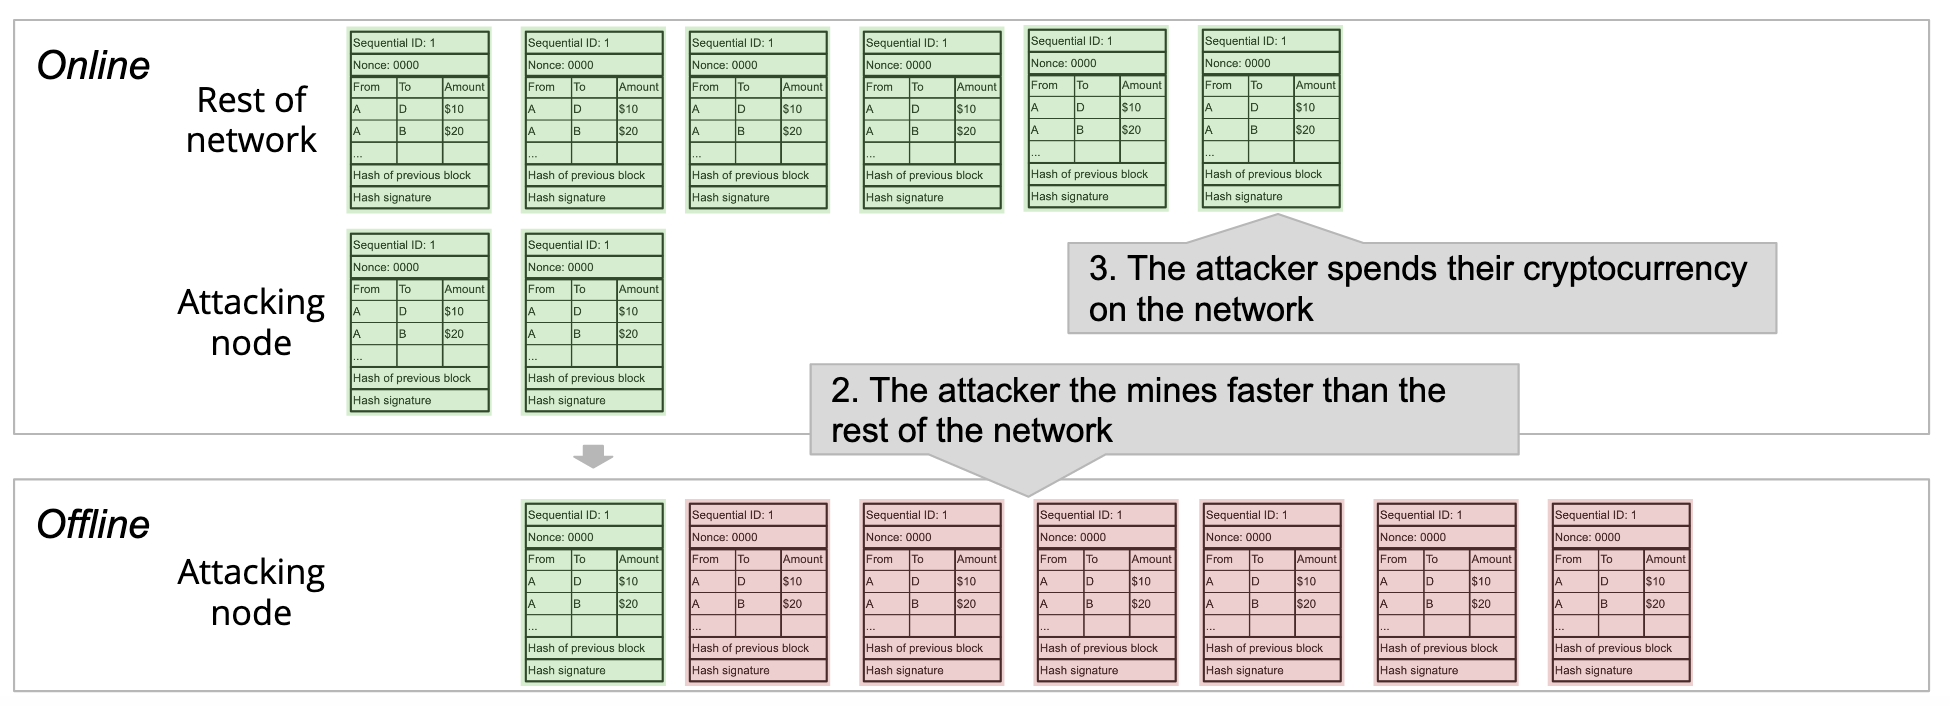 Online
Rest of
network
Sequential ID: 1
Nonce: 0000
From To Amount
A D $10
A B $20
...
Hash of previous block
Hash signature
Sequential ID: 1
Nonce: 0000
From To Amount
A D $10
A B $20
...
Hash of previous block
Hash signature
Sequential ID: 1
Nonce: 0000
From To Amount
A D $10
A B $20
...
Hash of previous block
Hash signature
Sequential ID: 1
Nonce: 0000
From To Amount
A D $10
A B $20
...
Hash of previous block
Hash signature
Sequential ID: 1
Nonce: 0000
From To Amount
A D $10
A B $20
...
Hash of previous block
Hash signature
Sequential ID: 1
Nonce: 0000
From To Amount
A D $10
A B $20
...
Hash of previous block
Hash signature
Attacking
node
Sequential ID: 1
Nonce: 0000
From To Amount
A D $10
A B $20
...
Hash of previous block
Hash signature
Sequential ID: 1
Nonce: 0000
From To Amount
A D $10
A B $20
...
Hash of previous block
Hash signature
3. The attacker spends their cryptocurrency
on the network
2. The attacker the mines faster than the
rest of the network
Offline
Attacking
node
Sequential ID: 1
Nonce: 0000
From To Amount
A D $10
A B $20
...
Hash of previous block
Hash signature
Sequential ID: 1
Nonce: 0000
From To Amount
A D $10
A B $20
...
Hash of previous block
Hash signature
Sequential ID: 1
Nonce: 0000
From To Amount
A D $10
A B $20
...
Hash of previous block
Hash signature
Sequential ID: 1
Nonce: 0000
From To Amount
A D $10
A B $20
...
Hash of previous block
Hash signature
Sequential ID: 1
Nonce: 0000
From To Amount
A D $10
A B $20
...
Hash of previous block
Hash signature
Sequential ID: 1
Nonce: 0000
From To Amount
A D $10
A B $20
...
Hash of previous block
Hash signature
Sequential ID: 1
Nonce: 0000
From To Amount
A D $10
A B $20
...
Hash of previous block
Hash signature